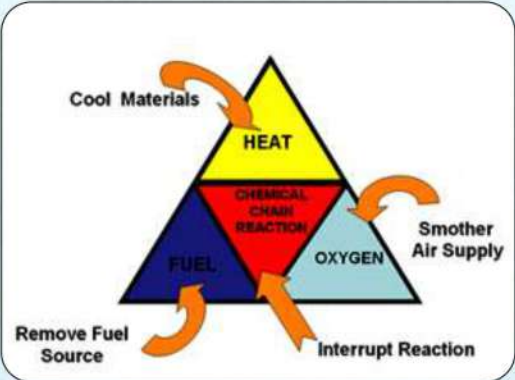 Cool Materials
HEAT
CHEMICAL
CHAIN
REACTION
FUEL
OXYGEN
Smother
Air Supply
Remove Fuel
Source
Interrupt Reaction